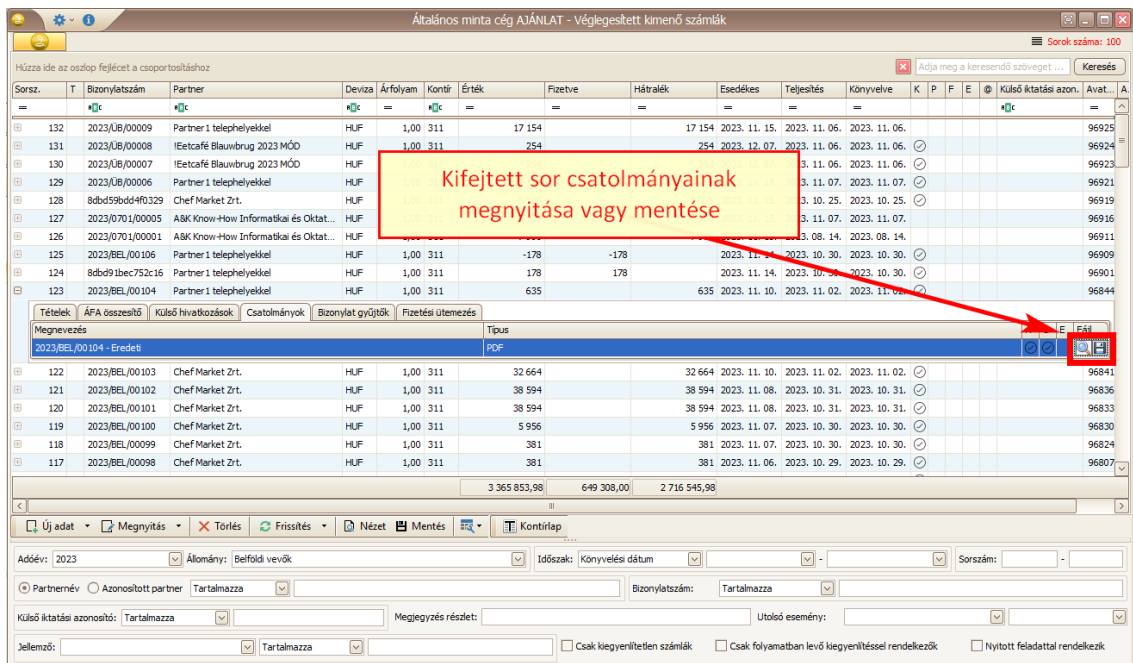 Általános minta cég AJÁNLAT - Véglegesített kimenő számlák
Sorok száma: 100
Húzza ide az oszlop fejlécet a csoportosításhoz Adja meg a keresendő szöveget ... Keresés
Sorsz. T Bizonylatszám Partner Deviza Árfolyam Kontír Érték Fizetve Hátralék Esedékes Teljesítés Könyvelve K P F E @ Külső iktatási azon. Avat... A.
132 2023/ÜB/00009 Partner1 telephelyekkel HUF 1,00 311 17 154 17 154 2023. 11. 15. 2023. 11. 06. 2023. 11. 06. 96925
131 2023/ÜB/00008 !Eetcafé Blauwbrug 2023 MÓD HUF 1,00 311 254 254 2023. 12. 07. 2023. 11. 06. 2023. 11. 06. 96924
130 2023/ÜB/00007 !Eetcafé Blauwbrug 2023 MÓD HUF 3. 11. 06. 2023. 11. 06. 96923
129 2023/ÜB/00006 Partner1 telephelyekkel HUF 3. 11. 07. 2023. 11. 07. 96921
128 8dbd59bdd4f0329 Chef Market Zrt. HUF 3. 10. 25. 2023. 10. 25. 96919
127 2023/0701/00005 A&K Know-How Informatikai és Oktat... HUF 3. 11. 07. 2023. 11. 07. 96916
126 2023/0701/00001 A&K Know-How Informatikai és Oktat... HUF 3. 08. 14. 2023. 08. 14. 96911
Kifejtett sor csatolmányainak
megnyitása vagy mentése
125 2023/BEL/00106 Partner1 telephelyekkel HUF 1,00 311 -178 -178 2023. 11. 14. 2023. 10. 30. 2023. 10. 30. 96909
124 8dbd91bec752c16 Partner1 telephelyekkel HUF 1,00 311 178 178 2023. 11. 14. 2023. 10. 30. 2023. 10. 30. 96901
123 2023/BEL/00104 Partner1 telephelyekkel HUF 1,00 311 635 635 2023. 11. 10. 2023. 11. 02. 2023. 11. 02. 96844
Tételek ÁFA összesítő Külső hivatkozások Csatolmányok Bizonylat gyűjtők Fizetési ütemezés
Megnevezés Típus E Fájl
2023/BEL/00104 - Eredeti PDF
122 2023/BEL/00103 Chef Market Zrt. HUF 1,00 311 32 664 32 664 2023. 11. 10. 2023. 11. 02. 2023. 11. 02. 96841
121 2023/BEL/00102 Chef Market Zrt. HUF 1,00 311 38 594 38 594 2023. 11. 08. 2023. 10. 31. 2023. 10. 31. 96836
120 2023/BEL/00101 Chef Market Zrt. HUF 1,00 311 38 594 38 594 2023. 11. 08. 2023. 10. 31. 2023. 10. 31. 96833
119 2023/BEL/00100 Chef Market Zrt. HUF 1,00 311 5 956 5 956 2023. 11. 07. 2023. 10. 30. 2023. 10. 30. 96830
118 2023/BEL/00099 Chef Market Zrt. HUF 1,00 311 381 381 2023. 11. 07. 2023. 10. 30. 2023. 10. 30. 96824
117 2023/BEL/00098 Chef Market Zrt. HUF 1,00 311 381 381 2023. 11. 06. 2023. 10. 29. 2023. 10. 29. 96807
3 365 853,98 649 308,00 2 716 545,98
Új adat Megnyitás Törlés Frissítés Nézet Mentés Kontírlap
Adóév: 2023 Állomány: Belföldi vevők Időszak: Könyvelési dátum - Sorszám: -
Partnernév Azonosított partner Tartalmazza Bizonylatszám: Tartalmazza
Külső iktatási azonosító: Tartalmazza Megjegyzés részlet: Utolsó esemény:
Jellemző: Tartalmazza Csak kiegyenlítetlen számlák Csak folyamatban levő kiegyenlítéssel rendelkezők Nyitott feladattal rendelkezik